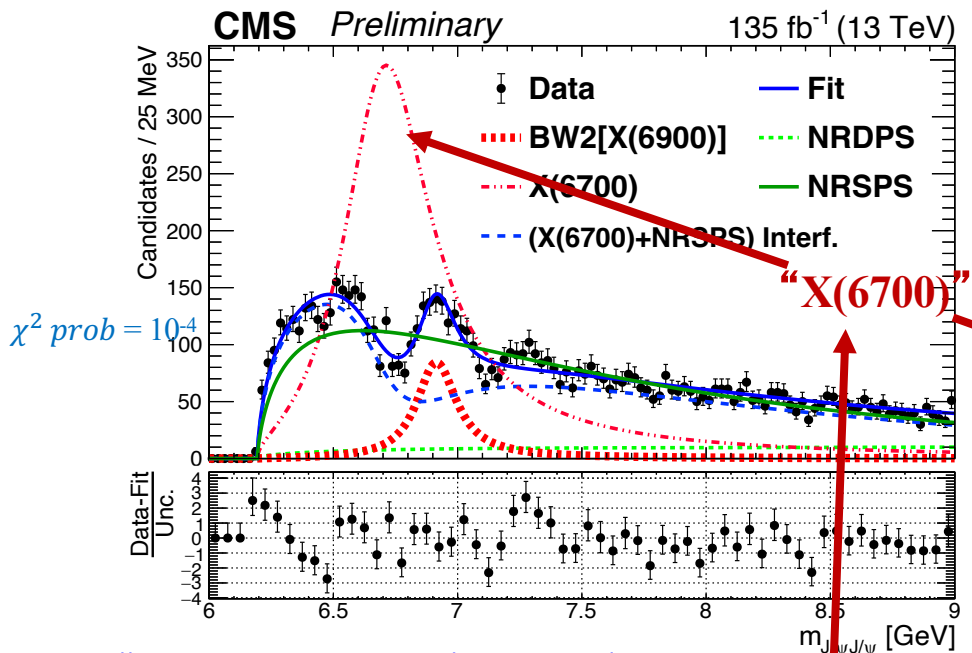 CMS Preliminary 135 fb⁻¹ (13 TeV)
Candidates / 25 MeV
350
300
250
200
150
100
50
0
Data
Fit
BW2[X(6900)]
NRDPS
X(6700)
NRSPS
(X(6700)+NRSPS) Interf.
"X(6700)"
χ² prob = 10⁻⁴
Data-Fit
Unc.
4
3
2
1
0
−1
−2
−3
−4
6 6.5 7 7.5 8 8.5 9
m_J/ψJ/ψ [GeV]